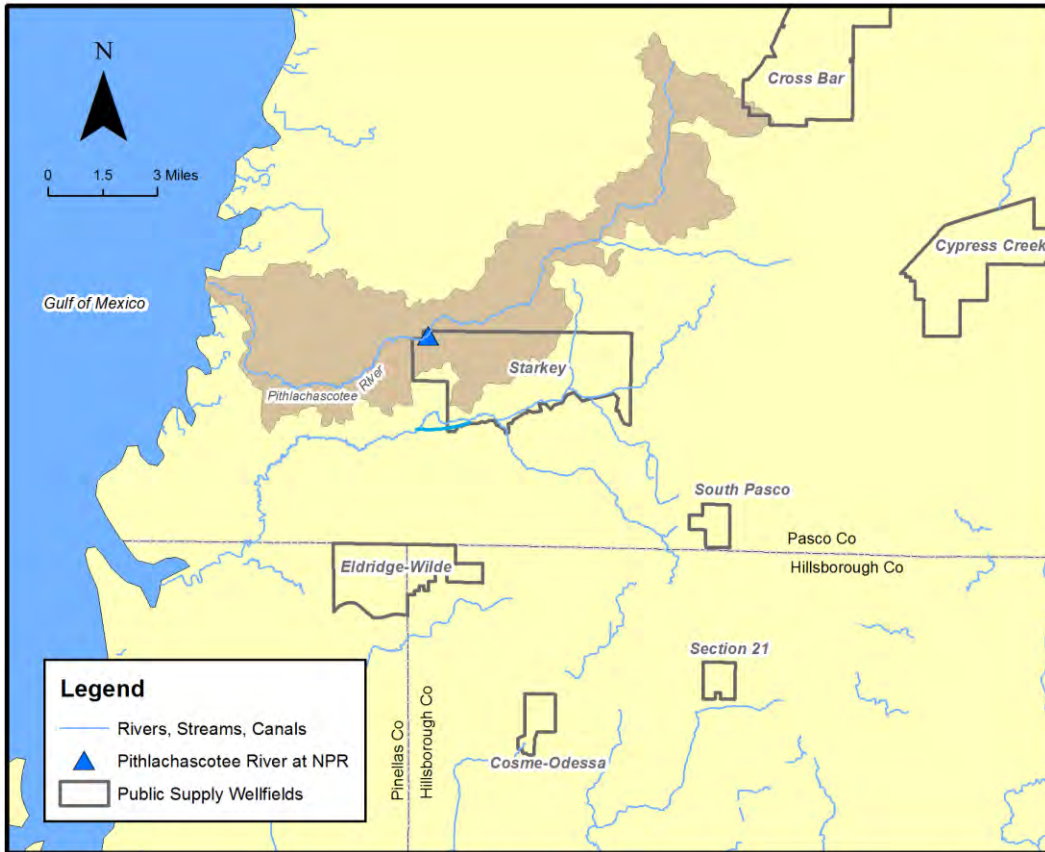 N
0 1.5 3 Miles
Cross Bar
Cypress Creek
Gulf of Mexico
Starkey
Pithlachascotee River
South Pasco
Pasco Co
Hillsborough Co
Eldridge-Wilde
Section 21
Pinellas Co
Hillsborough Co
Cosme-Odessa
Legend
Rivers, Streams, Canals
Pithlachascotee River at NPR
Public Supply Wellfields